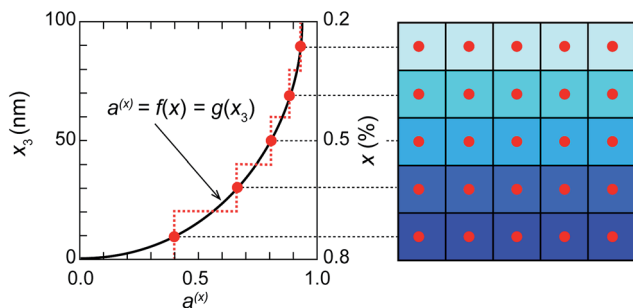 100
50
0
x₃ (nm)
a⁽ˣ⁾ = f(x) = g(x₃)
0.0
0.5
1.0
a⁽ˣ⁾
0.2
0.5
0.8
x (%)